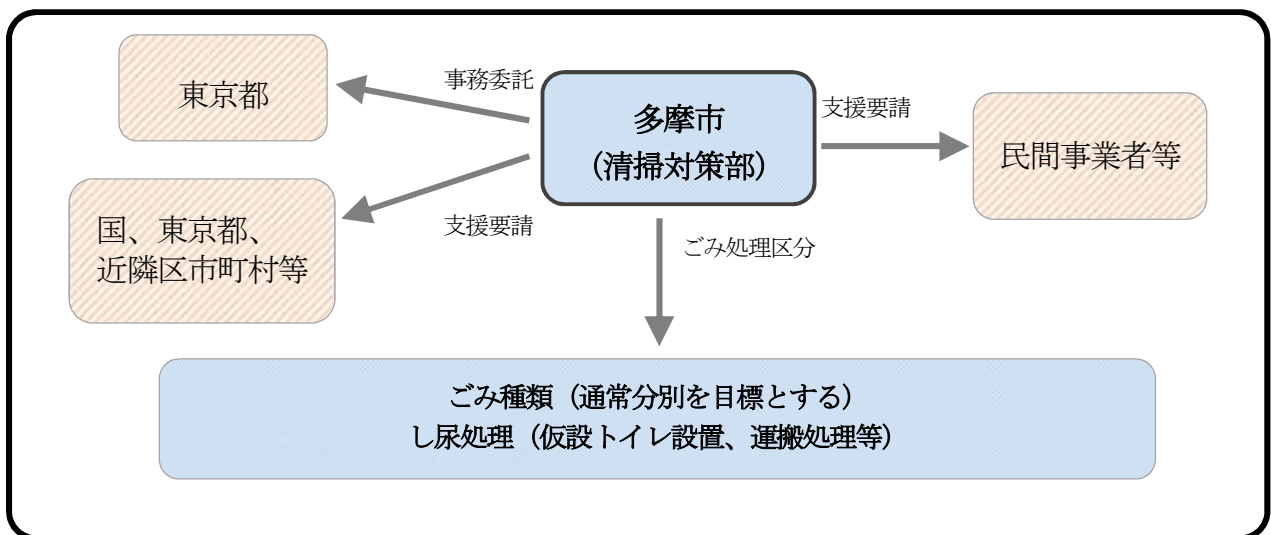 東京都
事務委託
多摩市
(清掃対策部)
支援要請
民間事業者等
国、東京都、
近隣区市町村等
支援要請
ごみ処理区分
ごみ種類（通常分別を目標とする）
し尿処理（仮設トイレ設置、運搬処理等）